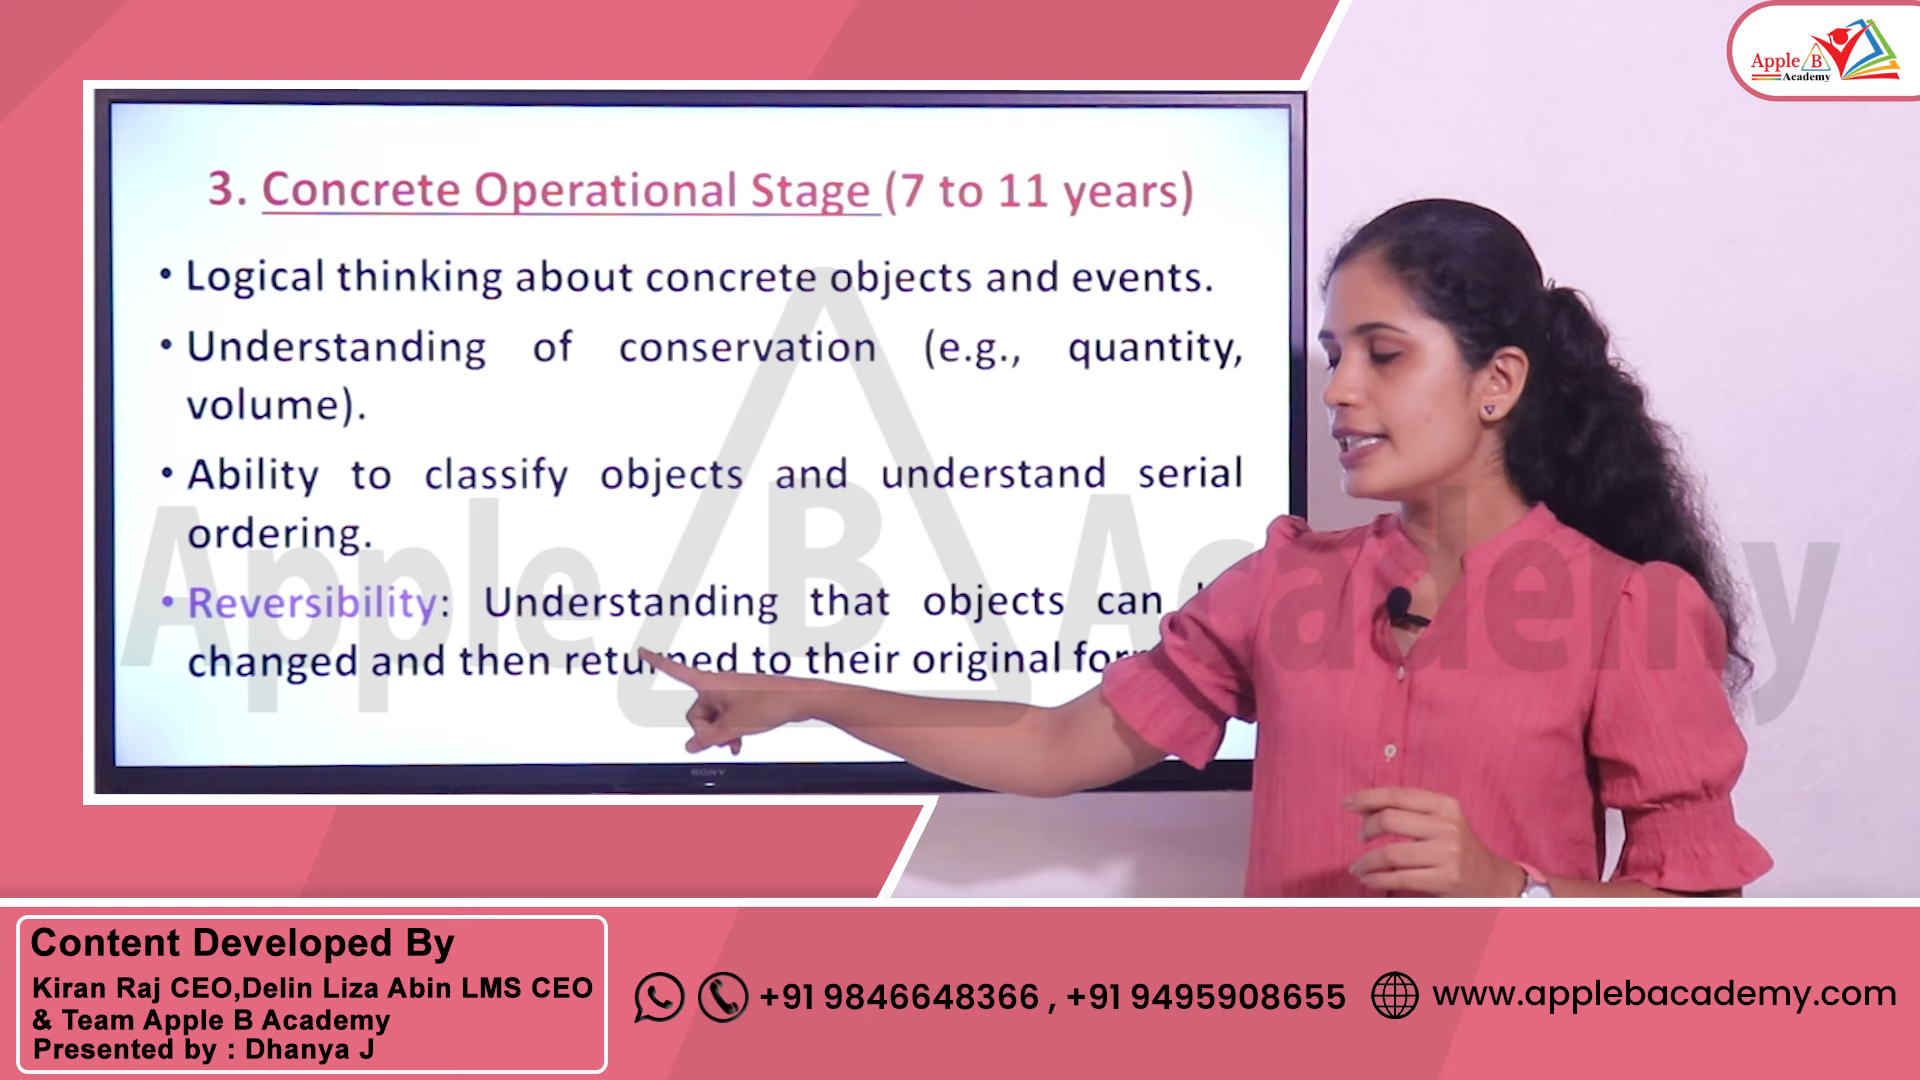 Apple B
Academy
3. Concrete Operational Stage (7 to 11 years)
• Logical thinking about concrete objects and events.
• Understanding of conservation (e.g., quantity,
volume).
• Ability to classify objects and understand serial
ordering.
• Reversibility: Understanding that objects can
changed and then returned to their original
Apple B Academy
SONY
Content Developed By
Kiran Raj CEO,Delin Liza Abin LMS CEO
& Team Apple B Academy
Presented by : Dhanya J
+91 9846648366 , +91 9495908655
www.applebacademy.com